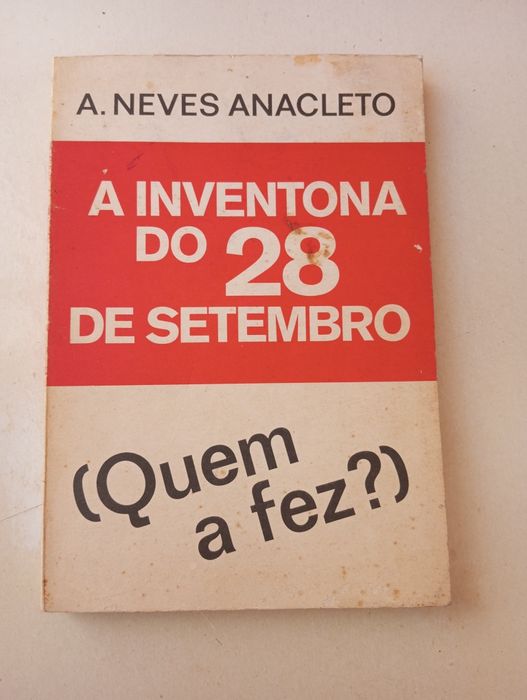 A. NEVES ANACLETO
A INVENTONA
DO 28
DE SETEMBRO
(Quem
a fez?)